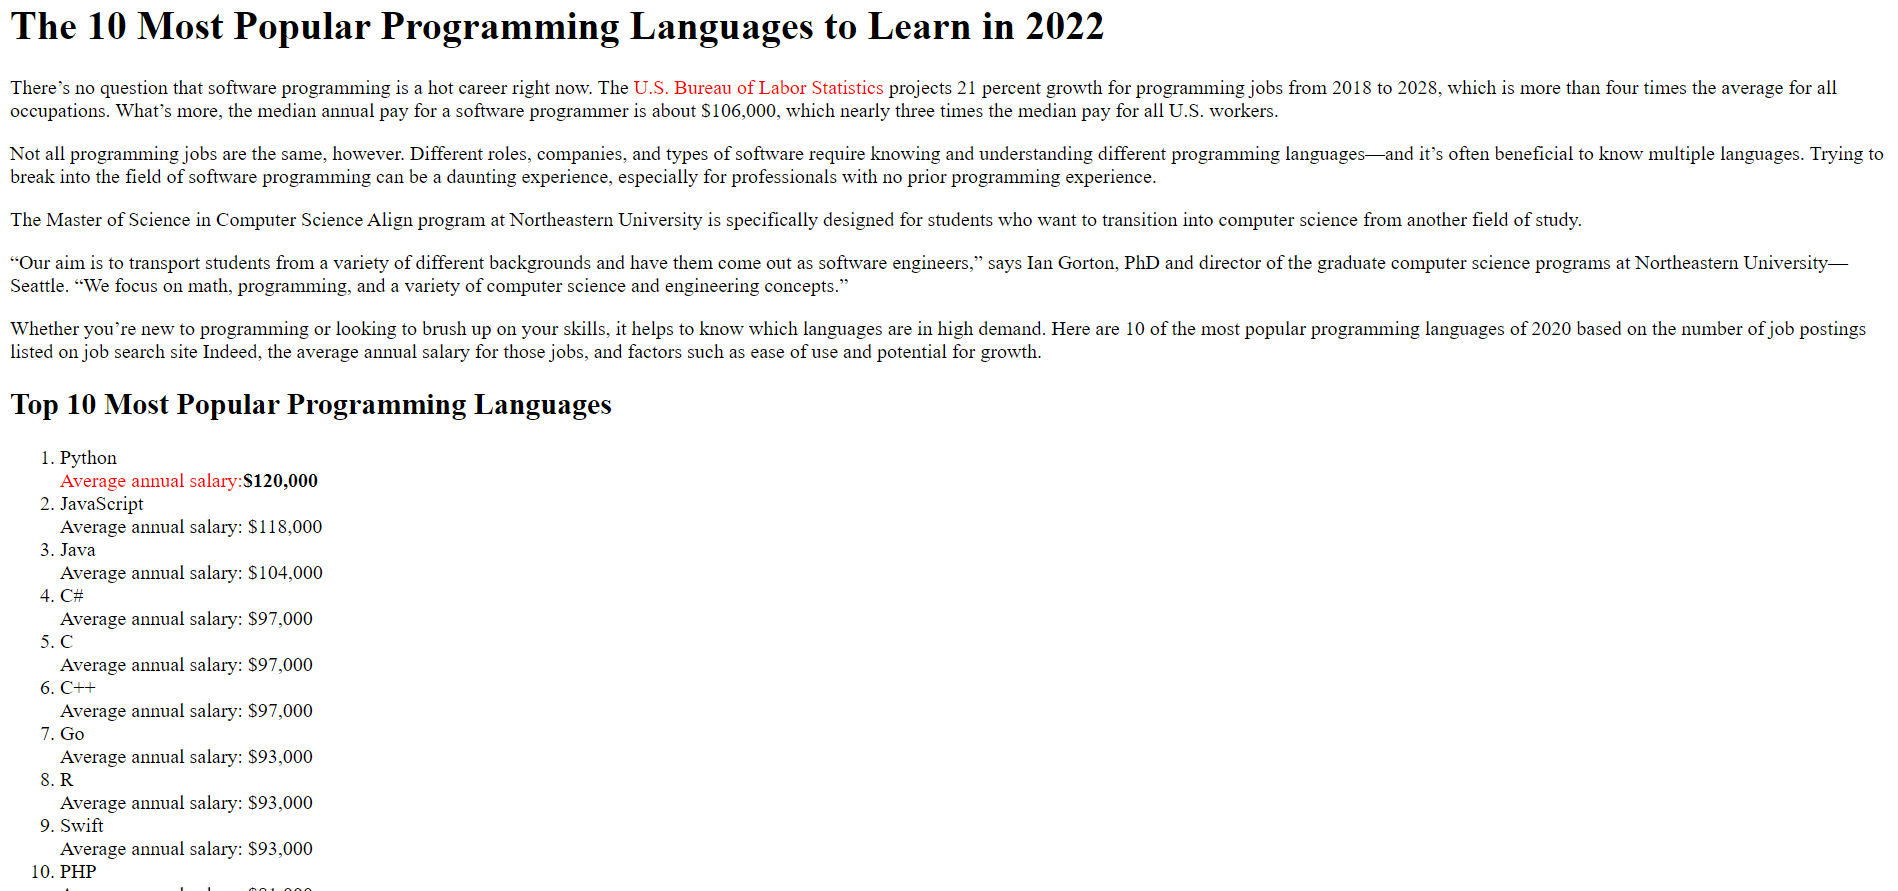 The 10 Most Popular Programming Languages to Learn in 2022
There’s no question that software programming is a hot career right now. The U.S. Bureau of Labor Statistics projects 21 percent growth for programming jobs from 2018 to 2028, which is more than four times the average for all
occupations. What’s more, the median annual pay for a software programmer is about $106,000, which nearly three times the median pay for all U.S. workers.
Not all programming jobs are the same, however. Different roles, companies, and types of software require knowing and understanding different programming languages—and it’s often beneficial to know multiple languages. Trying to
break into the field of software programming can be a daunting experience, especially for professionals with no prior programming experience.
The Master of Science in Computer Science Align program at Northeastern University is specifically designed for students who want to transition into computer science from another field of study.
“Our aim is to transport students from a variety of different backgrounds and have them come out as software engineers,” says Ian Gorton, PhD and director of the graduate computer science programs at Northeastern University—
Seattle. “We focus on math, programming, and a variety of computer science and engineering concepts.”
Whether you’re new to programming or looking to brush up on your skills, it helps to know which languages are in high demand. Here are 10 of the most popular programming languages of 2020 based on the number of job postings
listed on job search site Indeed, the average annual salary for those jobs, and factors such as ease of use and potential for growth.
Top 10 Most Popular Programming Languages
1. Python
Average annual salary:$120,000
2. JavaScript
Average annual salary: $118,000
3. Java
Average annual salary: $104,000
4. C#
Average annual salary: $97,000
5. C
Average annual salary: $97,000
6. C++
Average annual salary: $97,000
7. Go
Average annual salary: $93,000
8. R
Average annual salary: $93,000
9. Swift
Average annual salary: $93,000
10. PHP